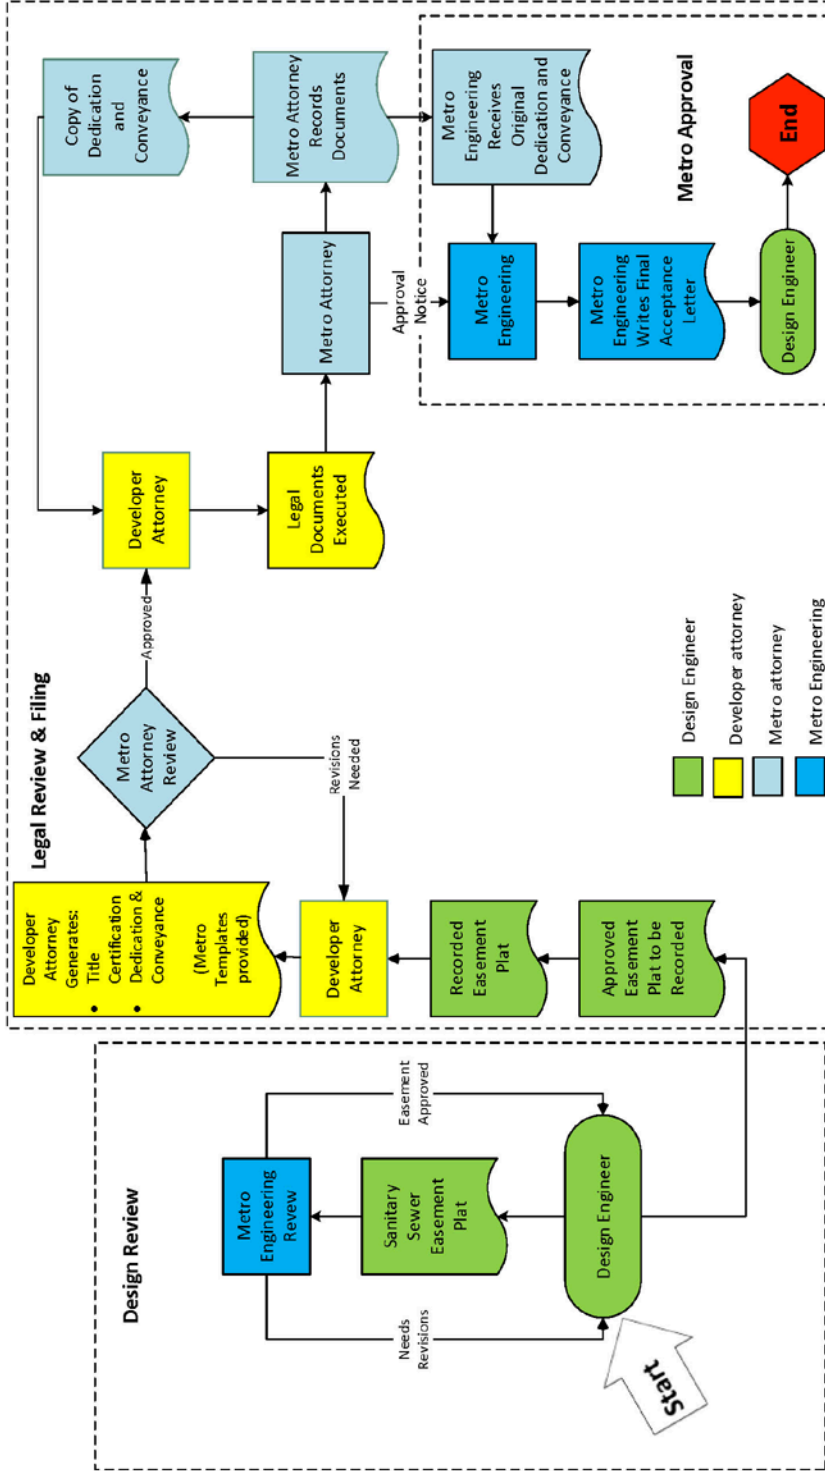 Design Review
Start
Design Engineer
Sanitary
Sewer
Easement
Plat
Metro
Engineering
Revew
Needs
Revisions
Easement
Approved
Legal Review & Filing
Approved
Easement
Plat to be
Recorded
Recorded
Easement
Plat
Developer
Attorney
Developer
Attorney
Generates:
• Title
Certification
• Dedication &
Conveyance
(Metro
Templates
provided)
Metro
Attorney
Review
Revisions
Needed
Approved
Developer
Attorney
Legal
Documents
Executed
Metro Attorney
Approval
Notice
Metro Attorney
Records
Documents
Copy of
Dedication
and
Conveyance
Metro Approval
Metro
Engineering
Receives
Original
Dedication and
Conveyance
Metro
Engineering
Metro
Engineering
Writes Final
Acceptance
Letter
Design Engineer
End
Design Engineer
Developer attorney
Metro attorney
Metro Engineering